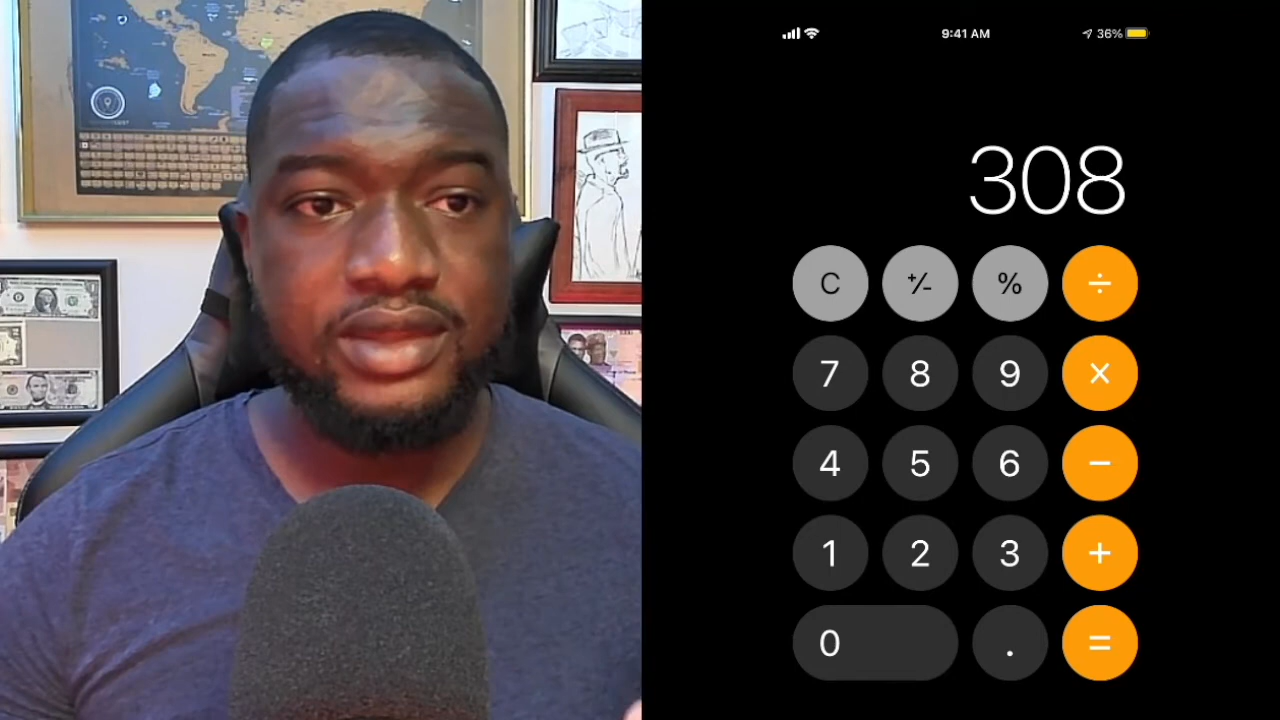 9:41 AM
36%
308
C +/- % ÷
7 8 9 ×
4 5 6 −
1 2 3 +
0 . =